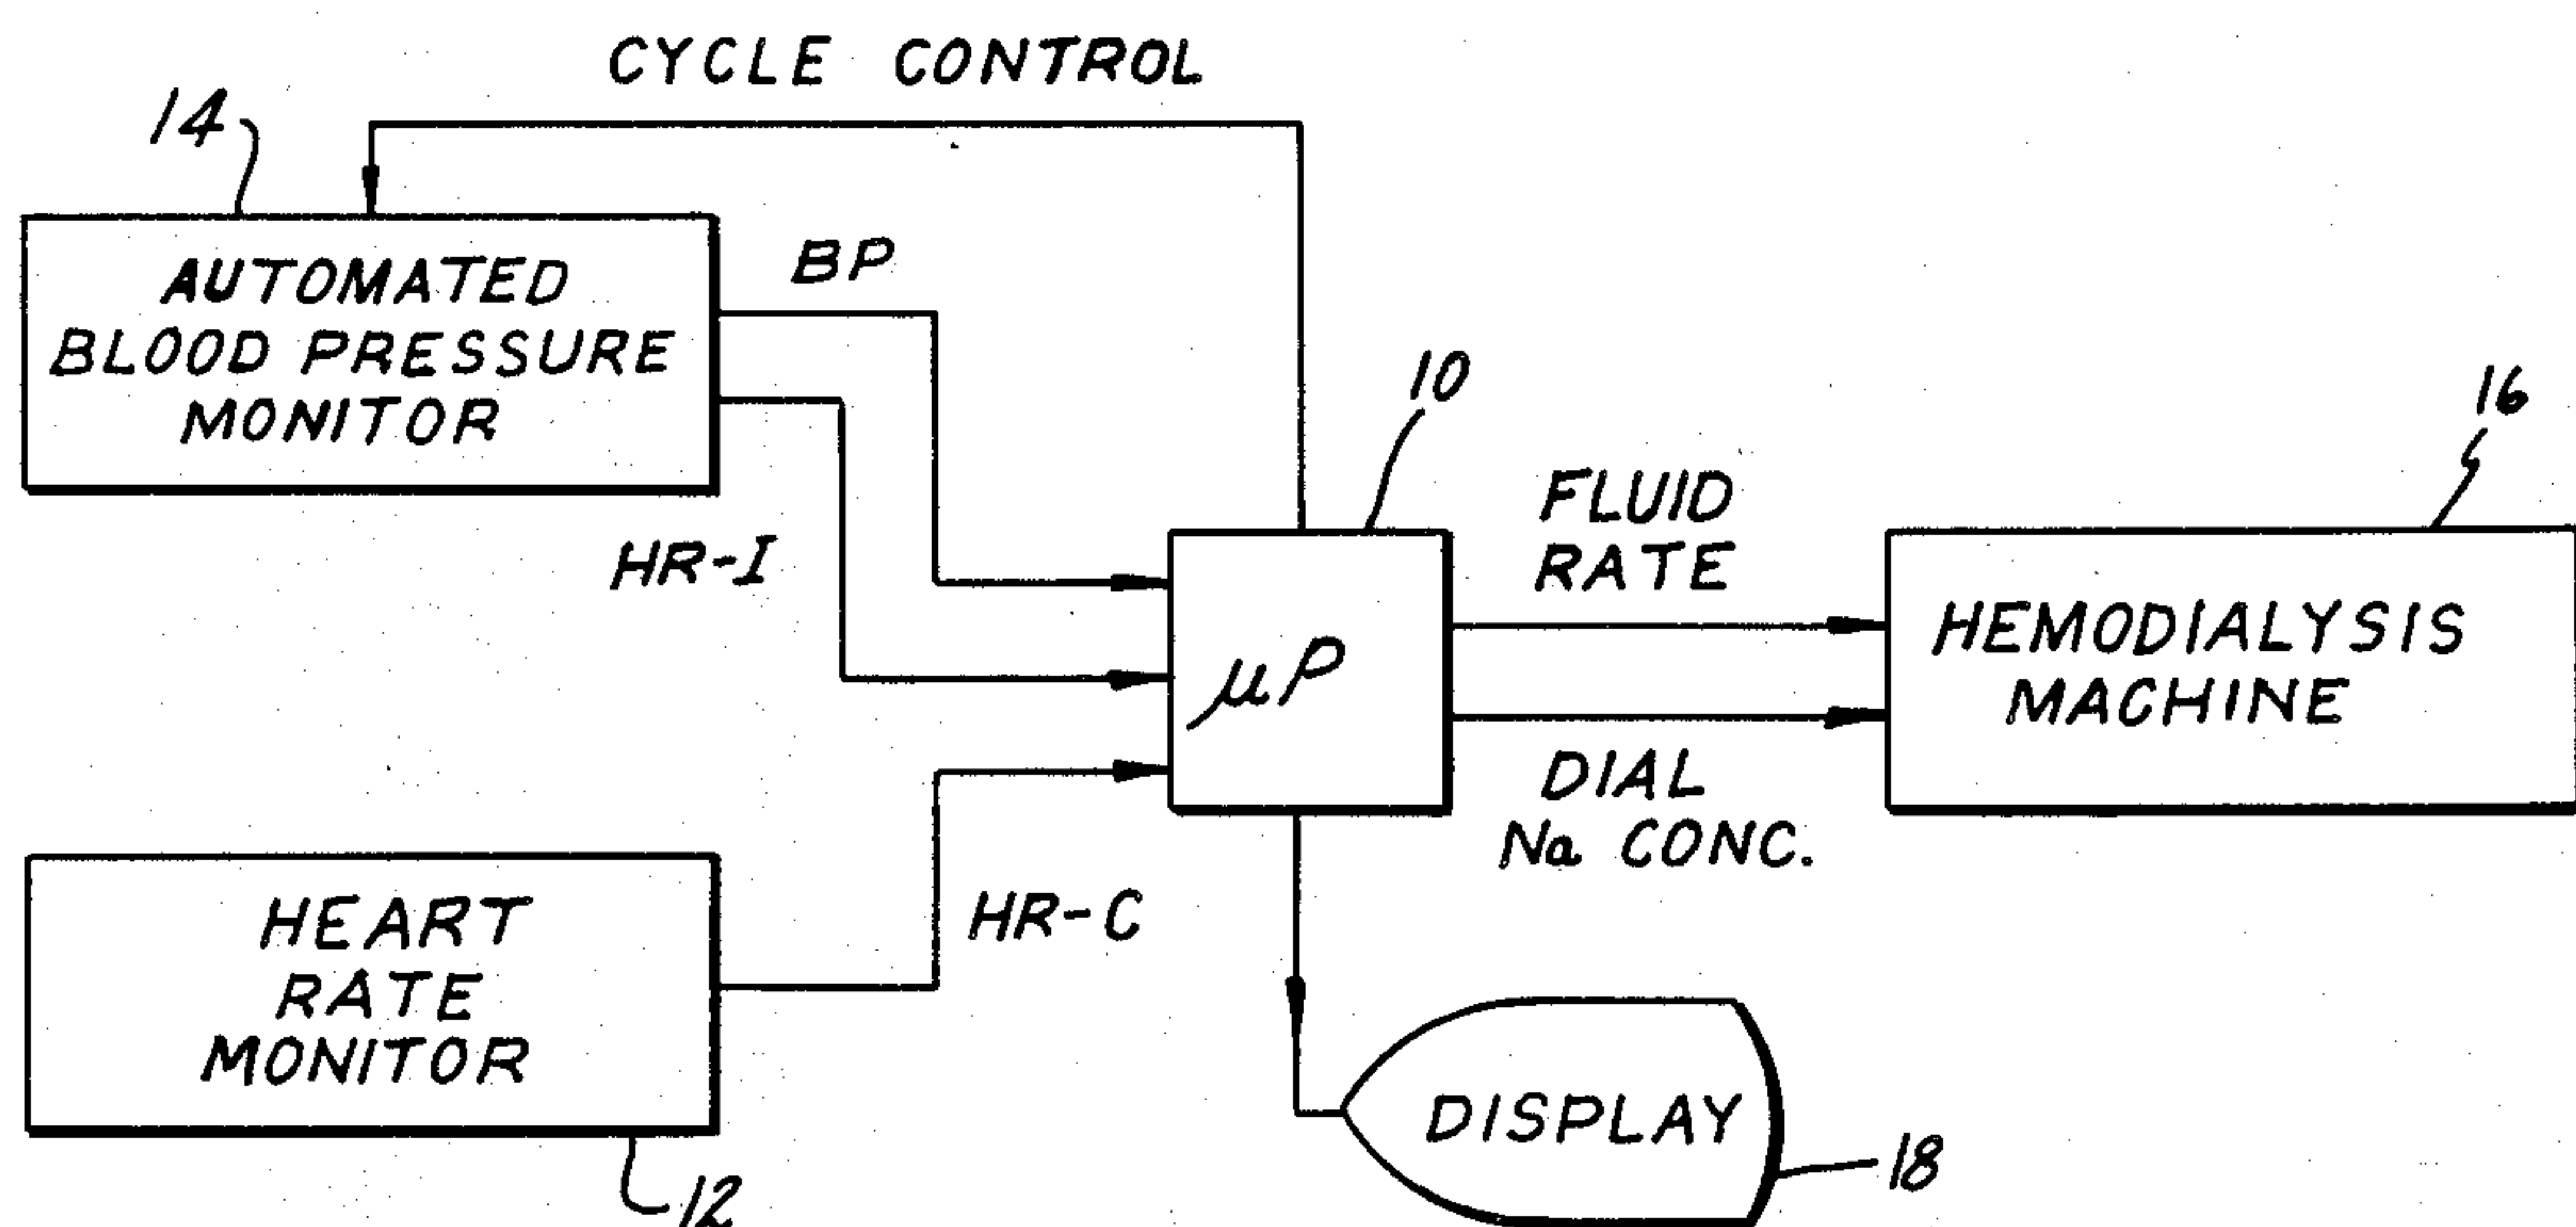 CYCLE CONTROL
14
AUTOMATED
BLOOD PRESSURE
MONITOR
BP
HR-I
10
μP
FLUID
RATE
DIAL
Na CONC.
16
HEMODIALYSIS
MACHINE
HEART
RATE
MONITOR
12
HR-C
DISPLAY
18